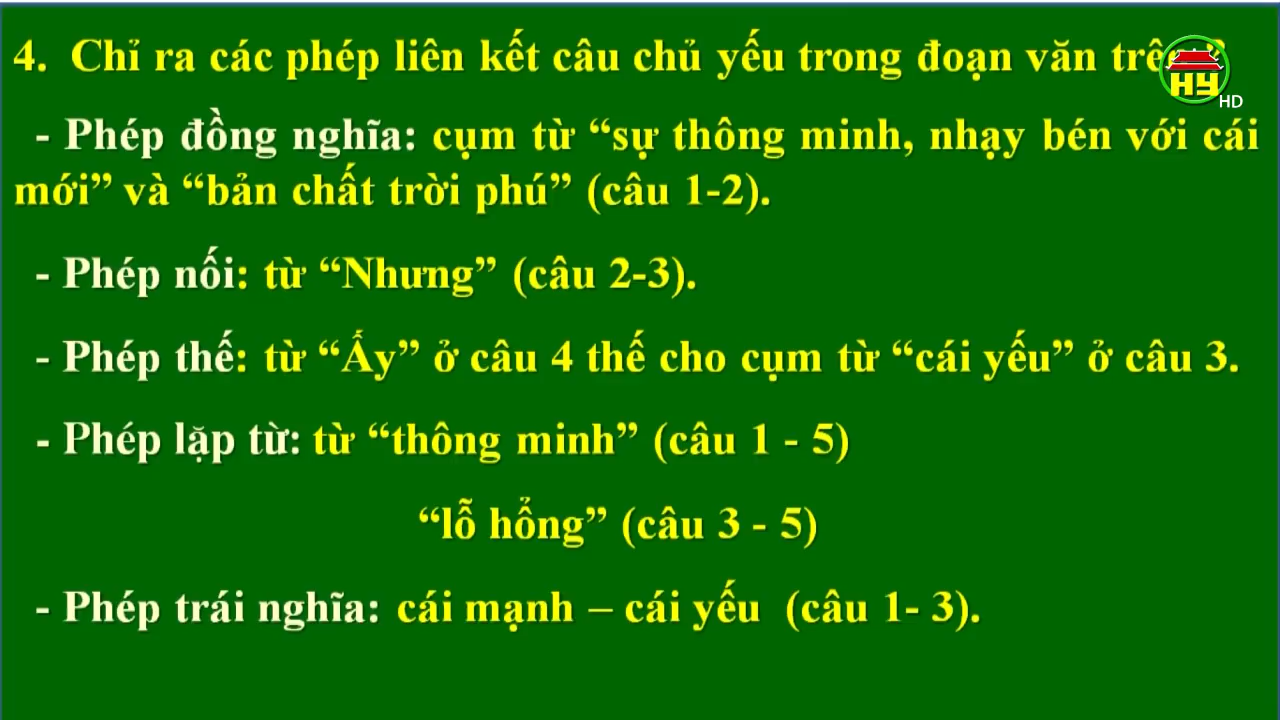 4. Chỉ ra các phép liên kết câu chủ yếu trong đoạn văn trên ?
- Phép đồng nghĩa: cụm từ “sự thông minh, nhạy bén với cái
mới” và “bản chất trời phú” (câu 1-2).
- Phép nối: từ “Nhưng” (câu 2-3).
- Phép thế: từ “Ấy” ở câu 4 thế cho cụm từ “cái yếu” ở câu 3.
- Phép lặp từ: từ “thông minh” (câu 1 - 5)
“lỗ hổng” (câu 3 - 5)
- Phép trái nghĩa: cái mạnh – cái yếu (câu 1- 3).
HY
HD